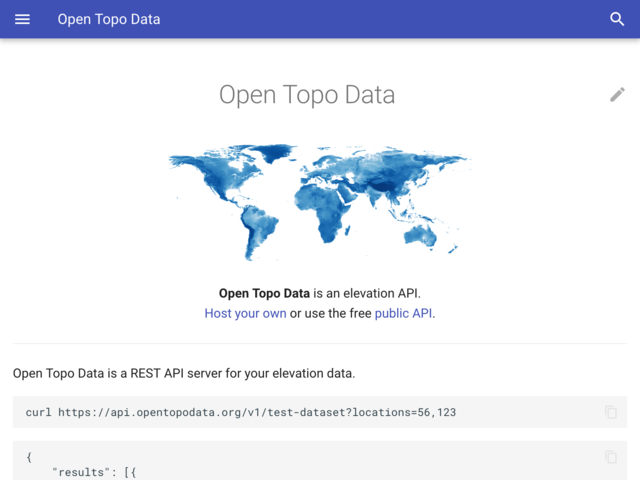 Open Topo Data
Open Topo Data
Open Topo Data is an elevation API.
Host your own or use the free public API.
Open Topo Data is a REST API server for your elevation data.
curl https://api.opentopodata.org/v1/test-dataset?locations=56,123
{
"results": [{